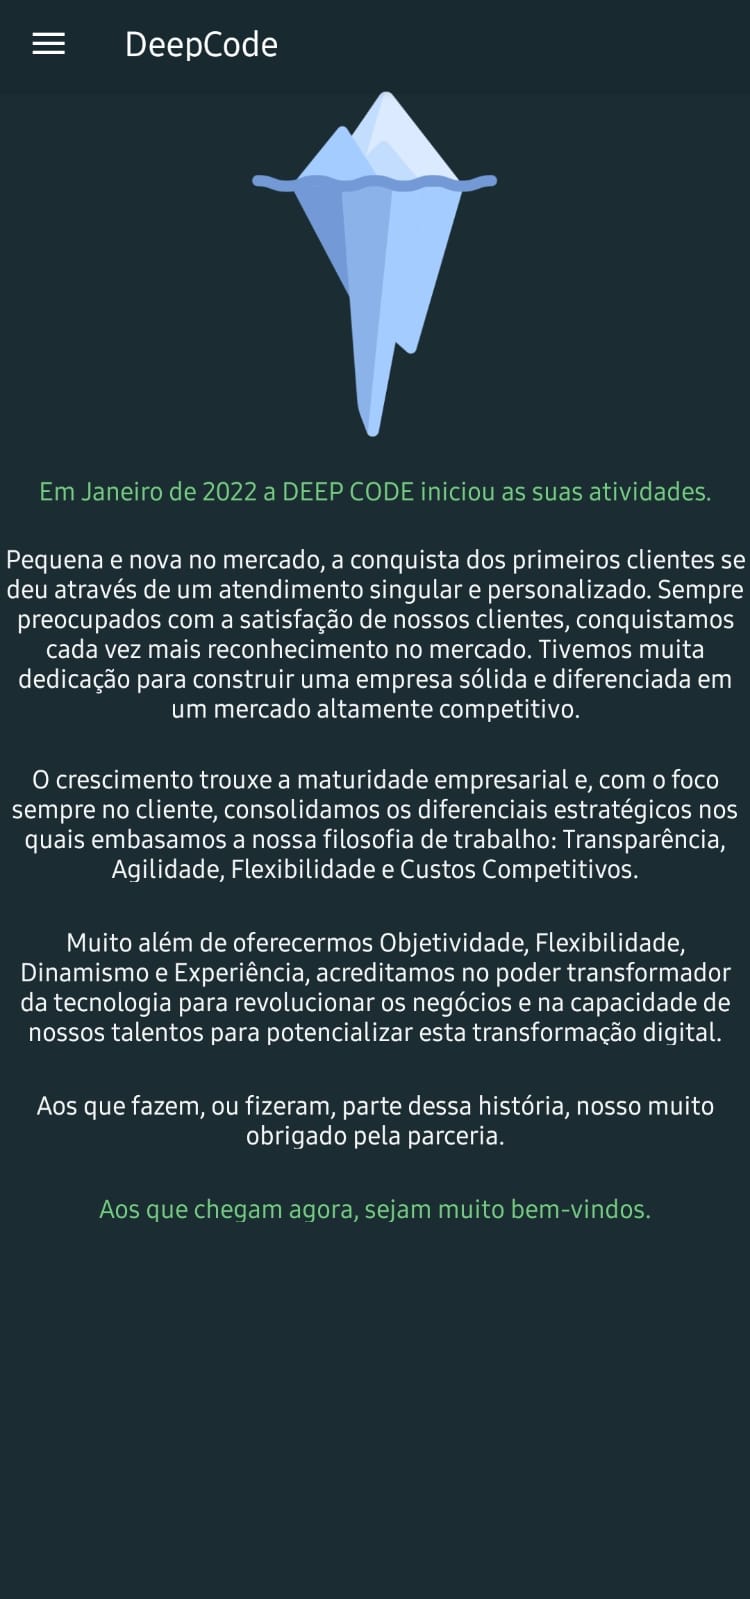 DeepCode
Em Janeiro de 2022 a DEEP CODE iniciou as suas atividades.
Pequena e nova no mercado, a conquista dos primeiros clientes se
deu através de um atendimento singular e personalizado. Sempre
preocupados com a satisfação de nossos clientes, conquistamos
cada vez mais reconhecimento no mercado. Tivemos muita
dedicação para construir uma empresa sólida e diferenciada em
um mercado altamente competitivo.
O crescimento trouxe a maturidade empresarial e, com o foco
sempre no cliente, consolidamos os diferenciais estratégicos nos
quais embasamos a nossa filosofia de trabalho: Transparência,
Agilidade, Flexibilidade e Custos Competitivos.
Muito além de oferecermos Objetividade, Flexibilidade,
Dinamismo e Experiência, acreditamos no poder transformador
da tecnologia para revolucionar os negócios e na capacidade de
nossos talentos para potencializar esta transformação digital.
Aos que fazem, ou fizeram, parte dessa história, nosso muito
obrigado pela parceria.
Aos que chegam agora, sejam muito bem-vindos.